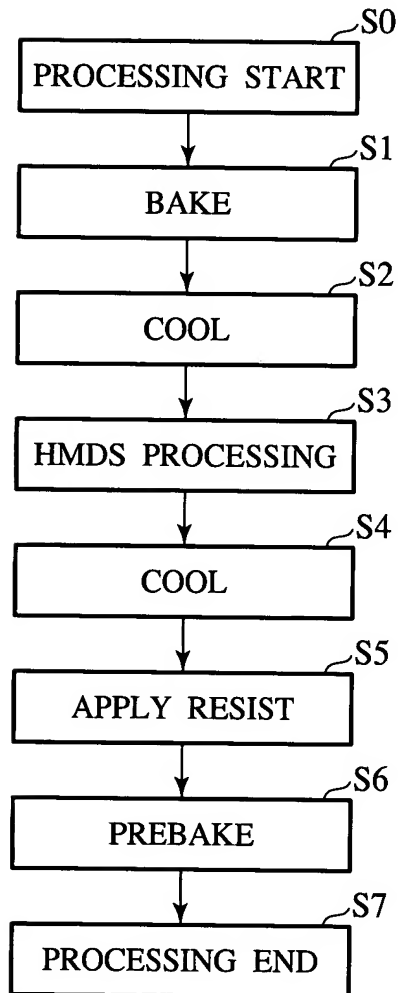 S0
PROCESSING START
S1
BAKE
S2
COOL
S3
HMDS PROCESSING
S4
COOL
S5
APPLY RESIST
S6
PREBAKE
S7
PROCESSING END